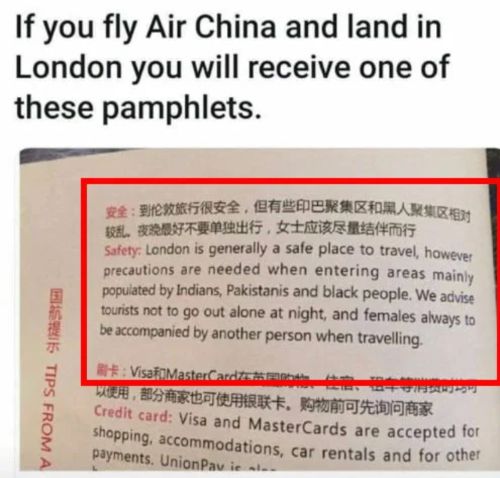 If you fly Air China and land in
London you will receive one of
these pamphlets.
安全：到伦敦旅行很安全，但有些印巴聚集区和黑人聚集区相对
较乱。夜晚最好不要单独出行，女士应该尽量结伴而行
Safety: London is generally a safe place to travel, however
precautions are needed when entering areas mainly
populated by Indians, Pakistanis and black people. We advise
tourists not to go out alone at night, and females always to
be accompanied by another person when travelling.
刷卡：Visa和MasterCard在英国购物、住宿、租车等消费时均可
以使用，部分商家也可使用银联卡。购物前可先询问商家
Credit card: Visa and MasterCards are accepted for
shopping, accommodations, car rentals and for other
payments. UnionPay is
国航提示 TIPS FROM A